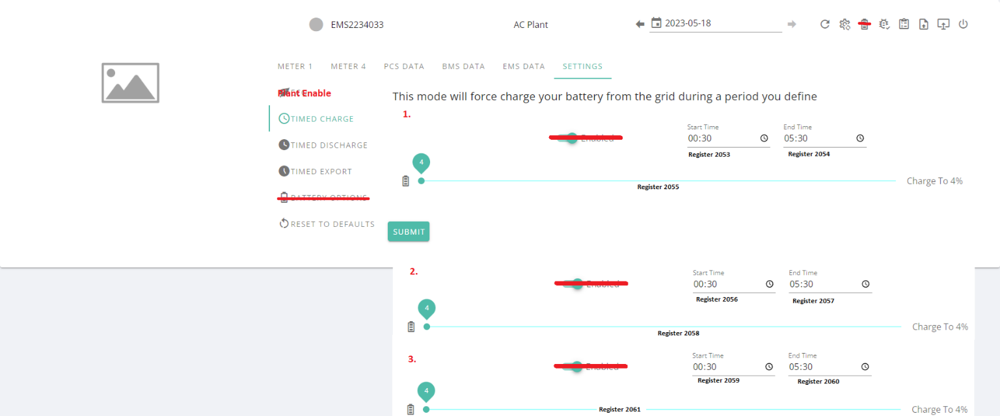 EMS2234033 AC Plant 2023-05-18
METER 1 METER 4 PCS DATA BMS DATA EMS DATA SETTINGS
Plant Enable
This mode will force charge your battery from the grid during a period you define
1.
TIMED CHARGE
Start Time End Time
Enabled 00:30 05:30
TIMED DISCHARGE
Register 2053 Register 2054
4
TIMED EXPORT
Charge To 4%
Register 2055
BATTERY OPTIONS
RESET TO DEFAULTS
SUBMIT
2.
Start Time End Time
Enabled 00:30 05:30
Register 2056 Register 2057
4
Charge To 4%
Register 2058
3.
Start Time End Time
Enabled 00:30 05:30
Register 2059 Register 2060
4
Register 2061 Charge To 4%